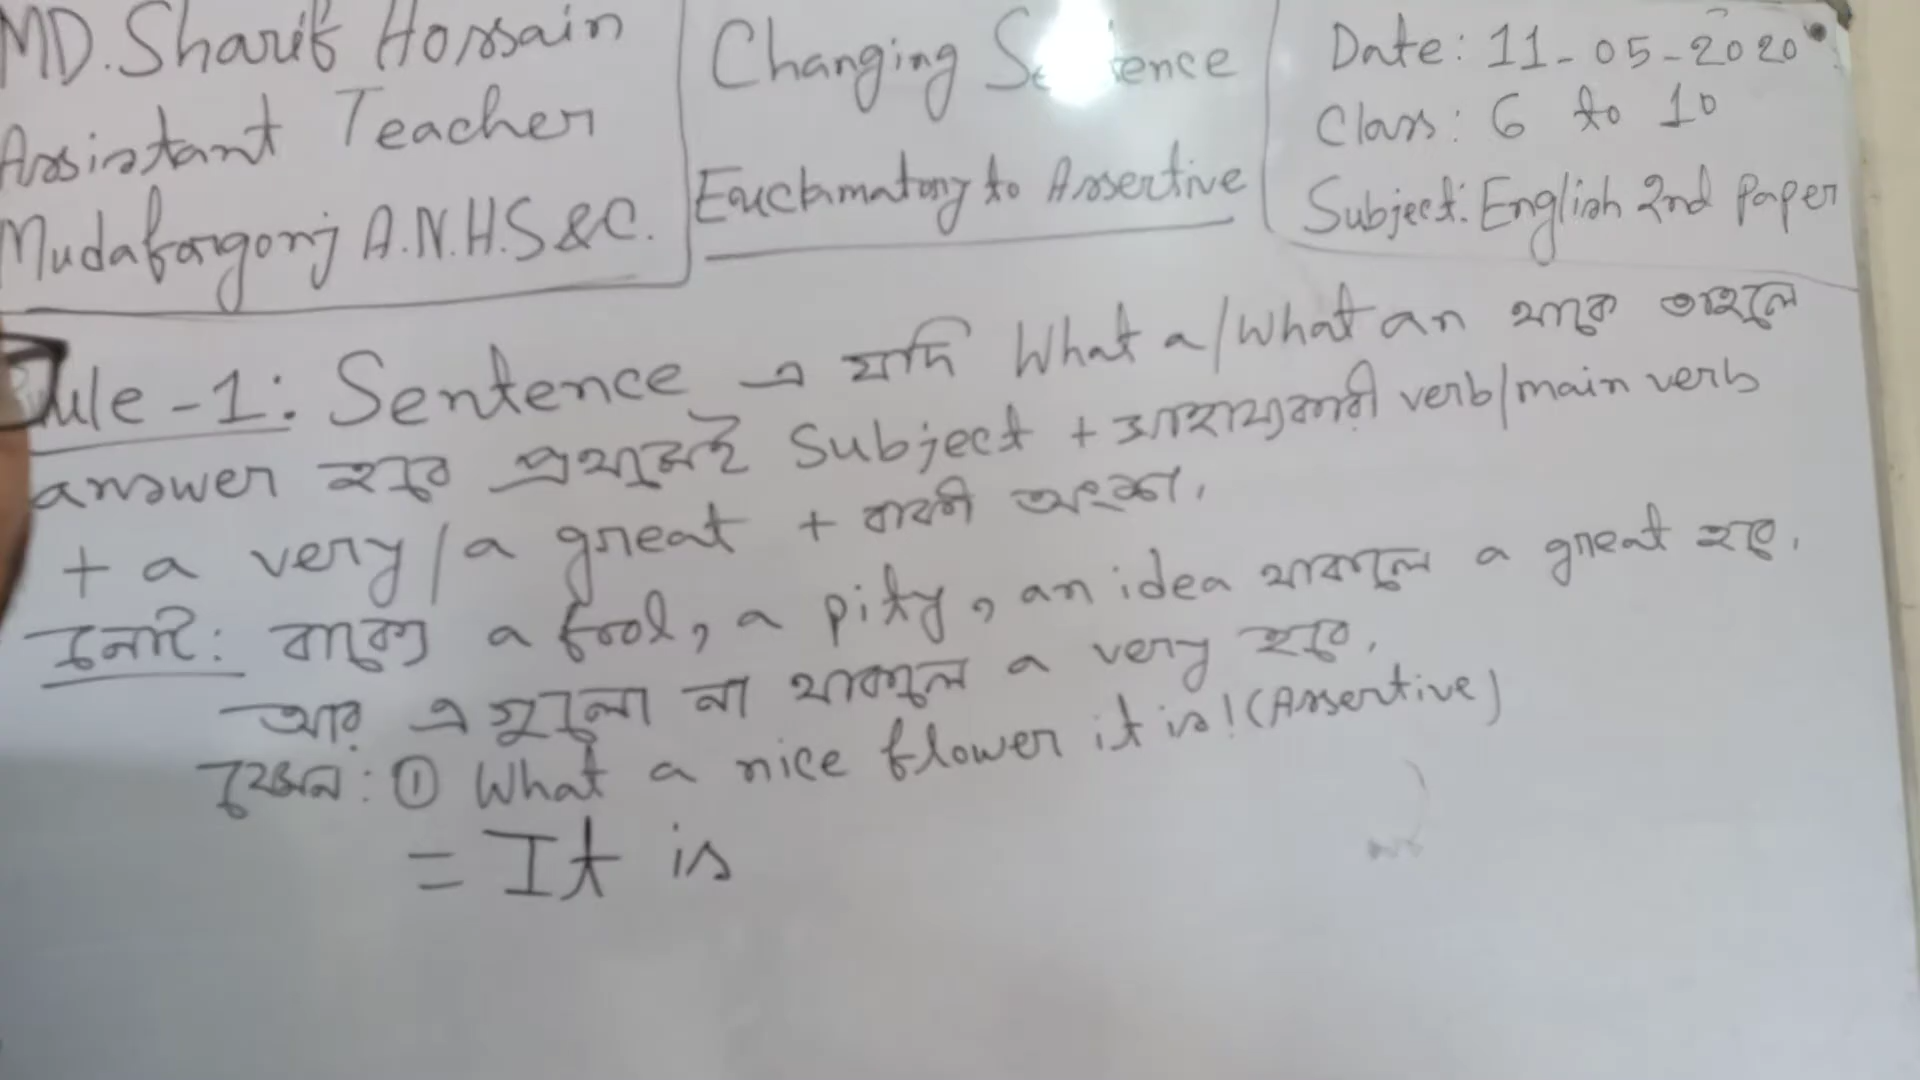 MD. Sharif Hossain
Assistant Teacher
Mudafargonj A.N.H.S & C.
Changing Sentence
Exclamatory to Assertive
Date: 11-05-2020
Class: 6 to 10
Subject: English 2nd Paper
Rule-1: Sentence এ যদি What a/What an থাকে তাহলে
answer হবে প্রথমেই Subject + সাহায্যকারী verb/main verb
+ a very/a great + বাকী অংশ।
নোট: বাক্যে a fool, a pity, an idea থাকলে a great হবে।
আর এগুলো না থাকলে a very হবে।
যেমন: ① What a nice flower it is! (Assertive)
= It is